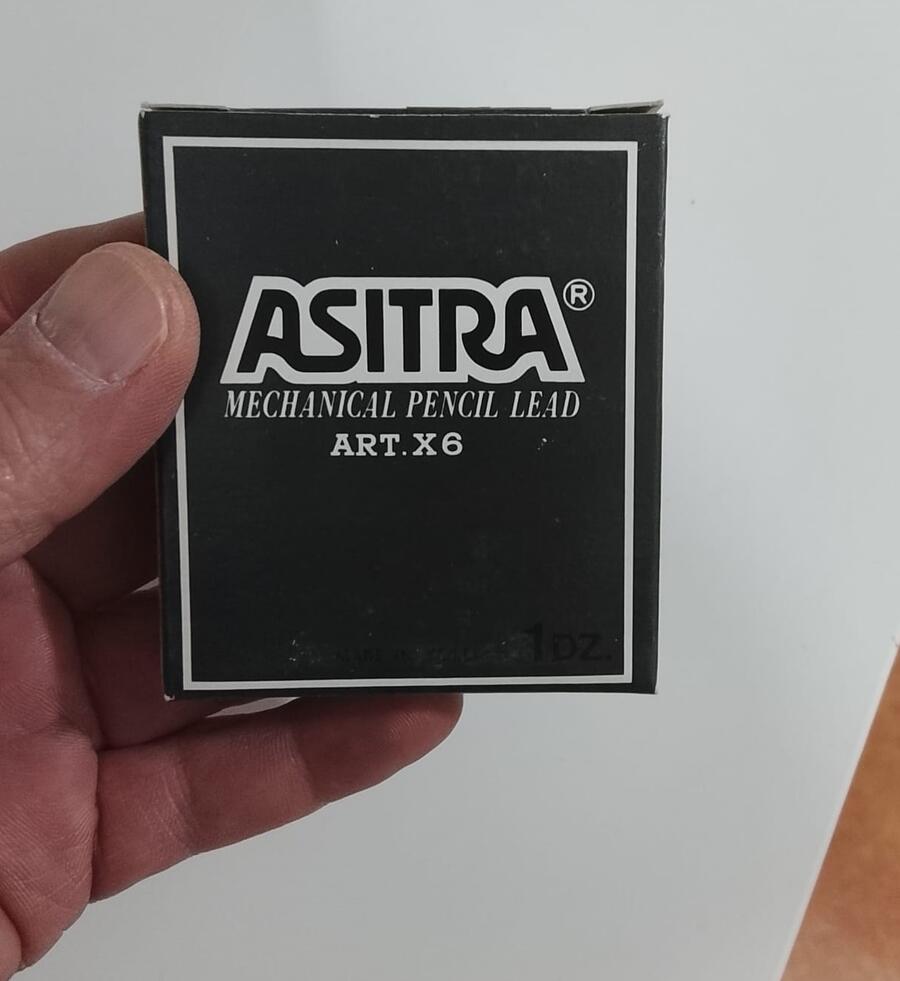 ASITRA®
MECHANICAL PENCIL LEAD
ART.X6
1DZ.